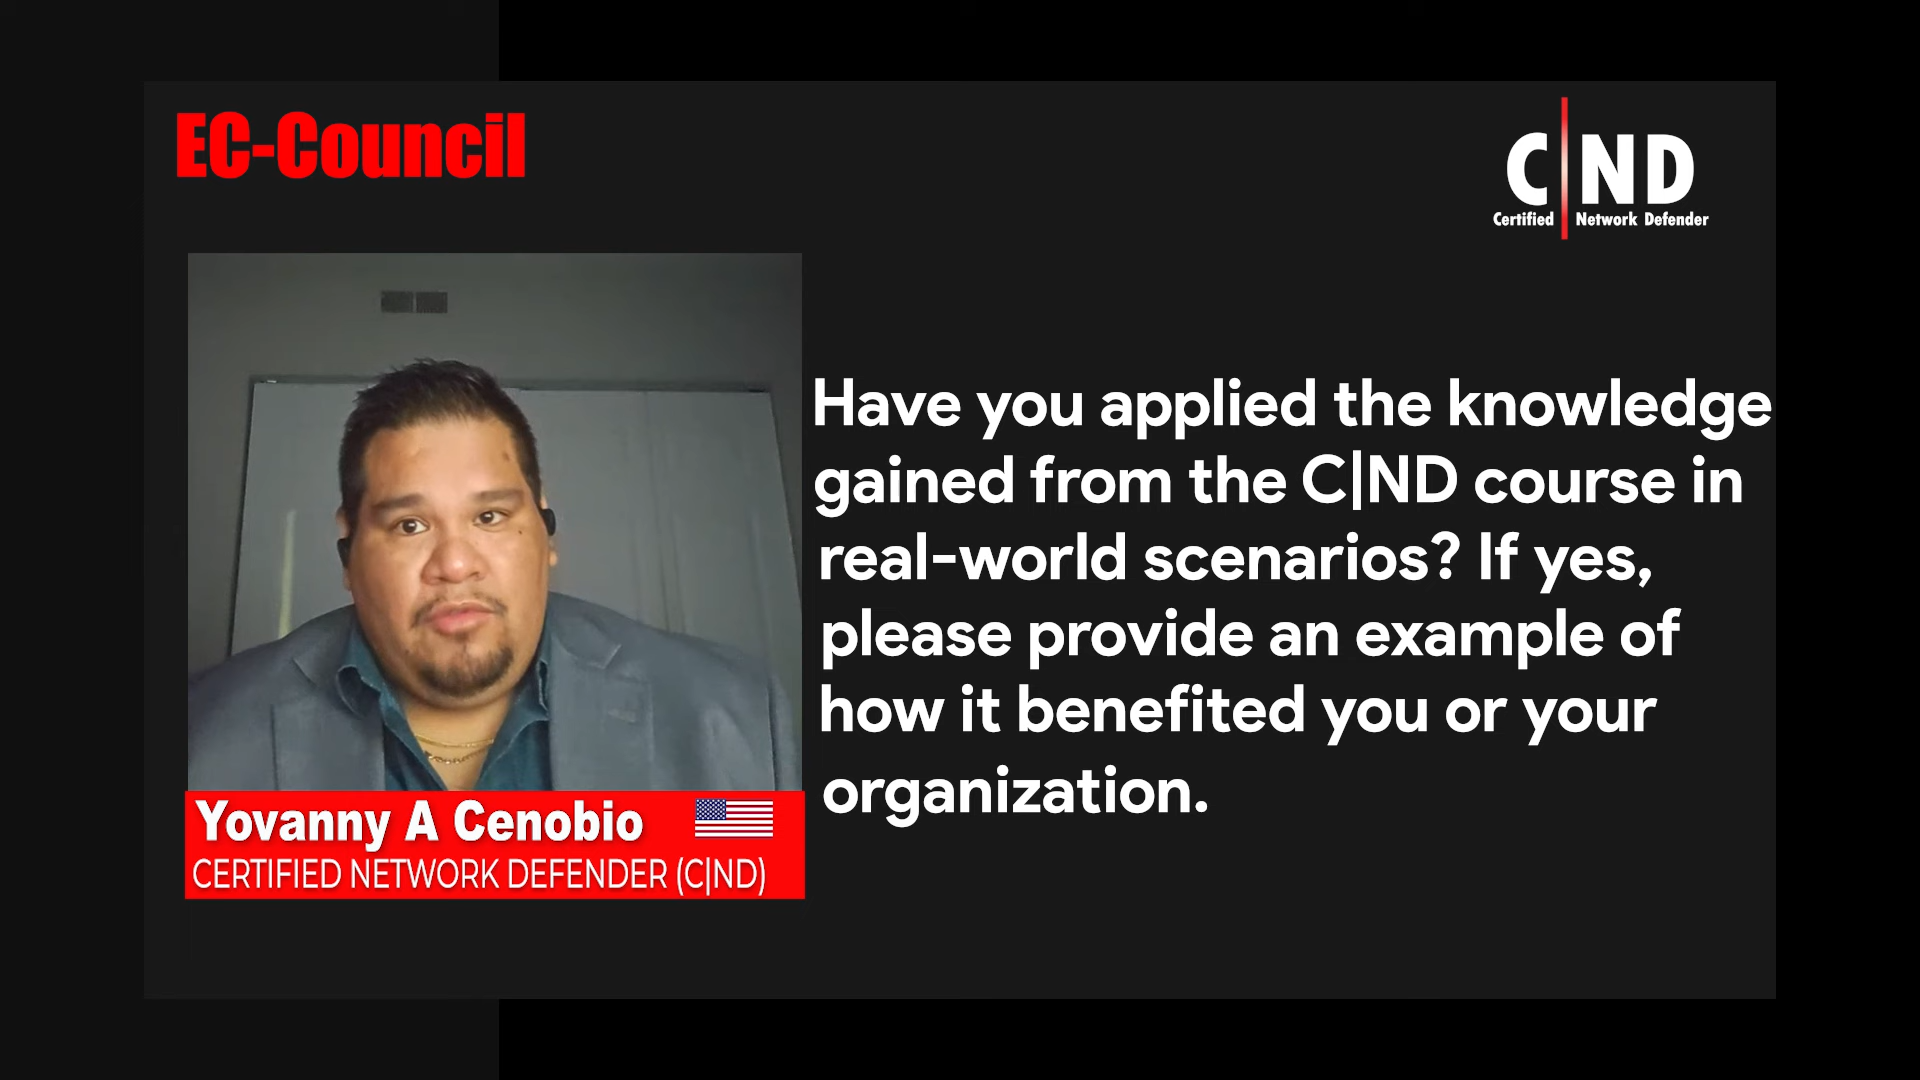 EC-Council
C|ND
Certified Network Defender
Have you applied the knowledge
gained from the C|ND course in
real-world scenarios? If yes,
please provide an example of
how it benefited you or your
organization.
Yovanny A Cenobio
CERTIFIED NETWORK DEFENDER (C|ND)